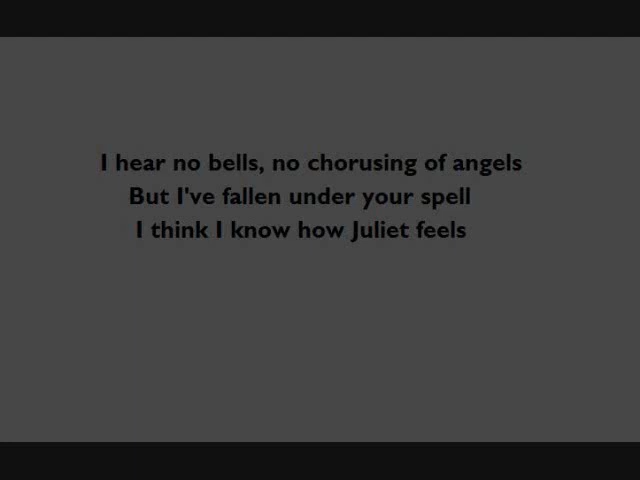 I hear no bells, no chorusing of angels
But I've fallen under your spell
I think I know how Juliet feels